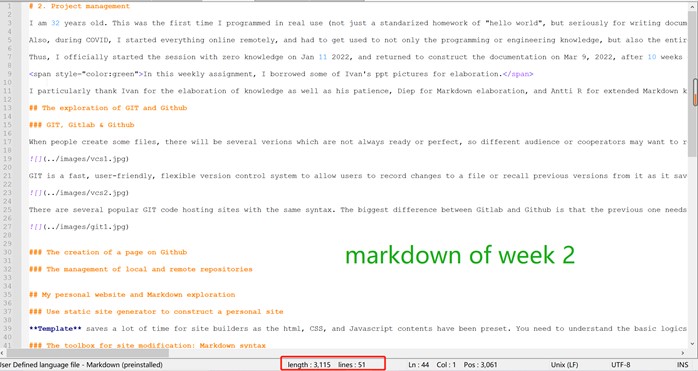 # 2. Project management
I am 32 years old. This was the first time I programmed in real use (not just a standarized homework of "hello world", but seriously for writing docum
Also, during COVID, I started everything online remotely, and had to get used to not only the programming or engineering knowledge, but also the entir
Thus, I officially started the session with zero knowledge on Jan 11 2022, and returned to construct the documentation on Mar 9, 2022, after 10 weeks
<span style="color:green">In this weekly assignment, I borrowed some of Ivan's ppt pictures for elaboration.</span>
I particularly thank Ivan for the elaboration of knowledge as well as his patience, Diep for Markdown elaboration, and Antti R for extended Markdown k
## The exploration of GIT and Github
### GIT, Gitlab & Github
When people create some files, there will be several verions which are not always ready or perfect, so different audience or cooperators may want to r
![](../images/vcs1.jpg)
GIT is a fast, user-friendly, flexible version control system to allow users to record changes to a file or recall previous versions from it as it sav
![](../images/vcs2.jpg)
There are several popular GIT code hosting sites with the same syntax. The biggest difference between Gitlab and Github is that the previous one needs
![](../images/git1.jpg)
### The creation of a page on Github
markdown of week 2
### The management of local and remote repositories
## My personal website and Markdown exploration
### Use static site generator to construct a personal site
**Template** saves a lot of time for site builders as the html, CSS, and Javascript contents have been preset. You need to understand the basic logics
### The toolbox for site modification: Markdown syntax
User Defined language file - Markdown (preinstalled) length : 3,115 lines : 51 Ln : 44 Col : 1 Pos : 3,061 Unix (LF) UTF-8 INS